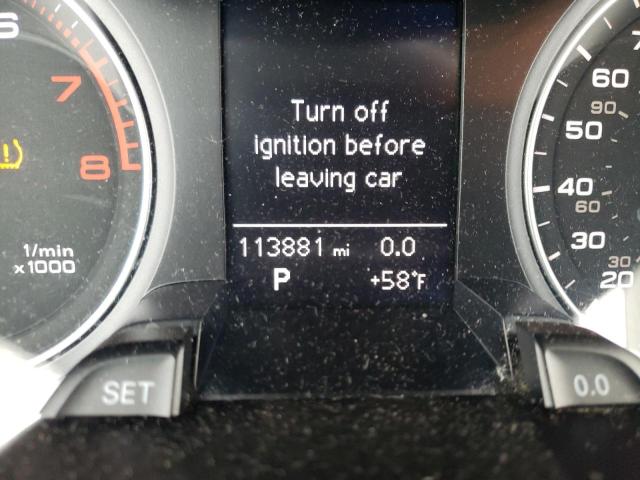 6
7
8
1/min
x1000
Turn off
ignition before
leaving car
113881 mi 0.0
P +58°F
7
60
90
50
40
60
30
30
20
SET
0.0